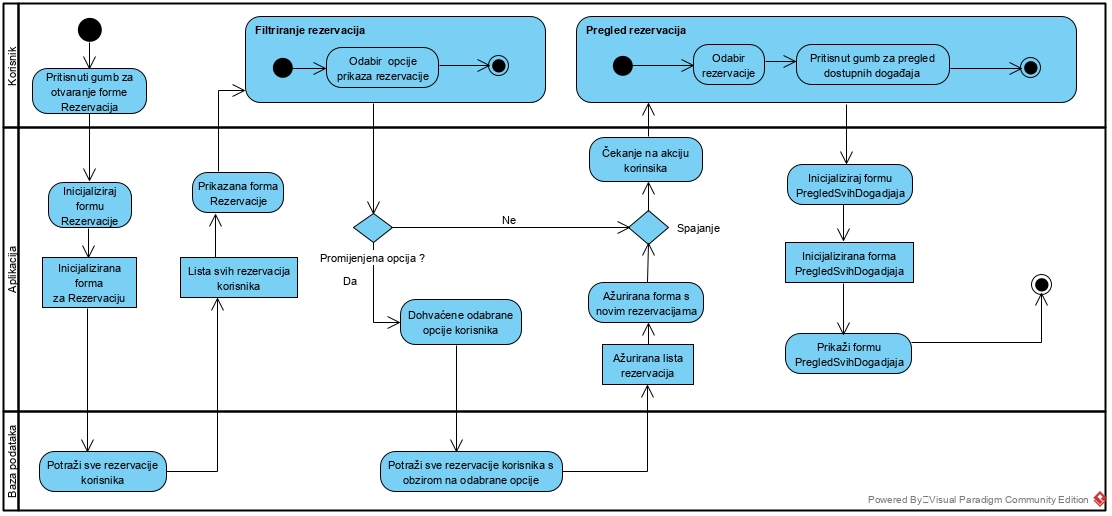 Korisnik
Pritisnuti gumb za
otvaranje forme
Rezervacija
Filtriranje rezervacija
Odabir opcije
prikaza rezervacije
Pregled rezervacija
Odabir
rezervacije
Pritisnut gumb za pregled
dostupnih događaja
Aplikacija
Inicijaliziraj
formu
Rezervacije
Inicijalizirana
forma
za Rezervaciju
Prikazana forma
Rezervacije
Lista svih rezervacija
korisnika
Promijenjena opcija ?
Ne
Da
Dohvaćene odabrane
opcije korisnika
Čekanje na akciju
korinsika
Spajanje
Ažurirana forma s
novim rezervacijama
Ažurirana lista
rezervacija
Inicijaliziraj formu
PregledSvihDogadjaja
Inicijalizirana forma
PregledSvihDogadjaja
Prikaži formu
PregledSvihDogadjaja
Baza podataka
Potraži sve rezervacije
korisnika
Potraži sve rezervacije korisnika s
obzirom na odabrane opcije
Powered By Visual Paradigm Community Edition